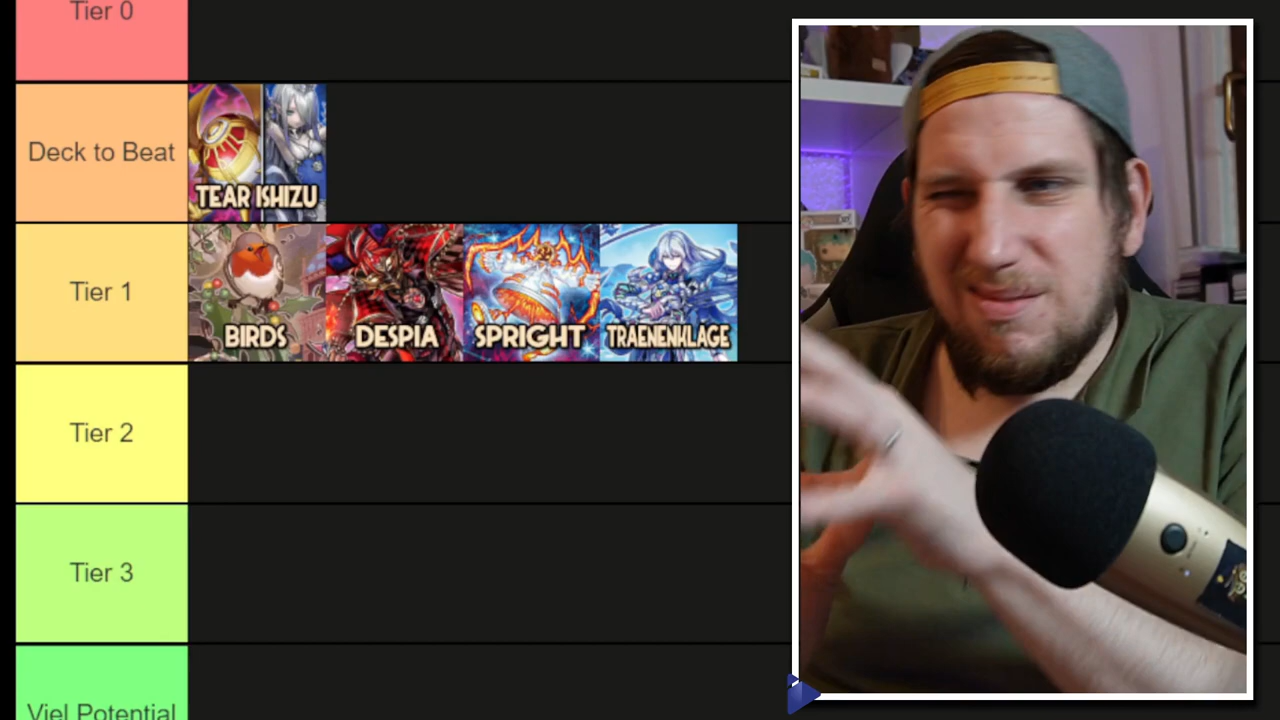 Tier 0
Deck to Beat
TEAR ISHIZU
Tier 1
BIRDS
DESPIA
SPRIGHT
TRAENENKLAGE
Tier 2
Tier 3
Viel Potential